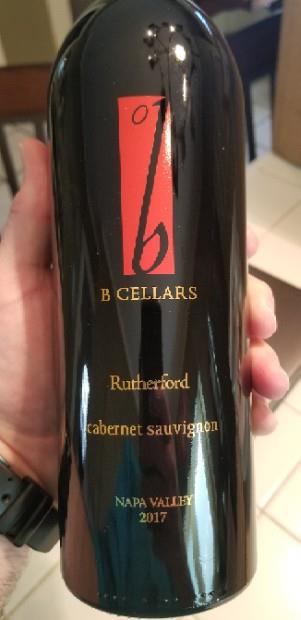 b
B CELLARS
Rutherford
cabernet sauvignon
NAPA VALLEY
2017